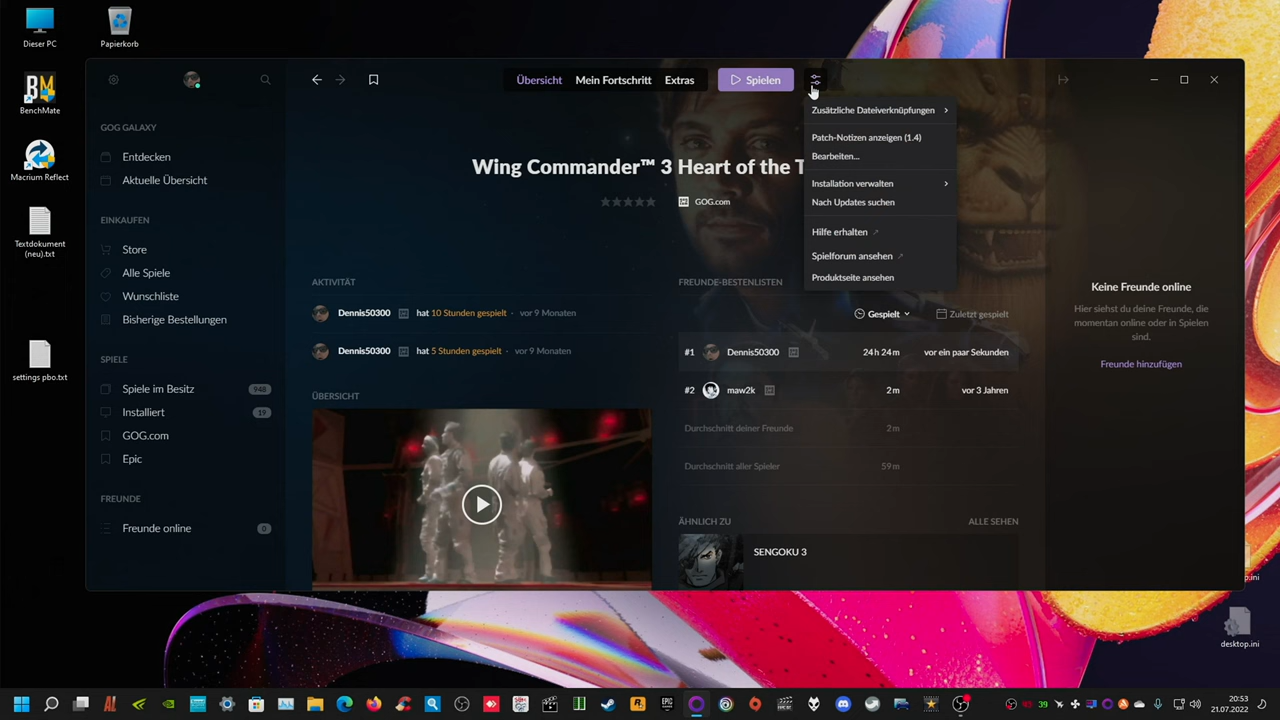 Dieser PC
Papierkorb
BM
BenchMate
Macrium Reflect
Textdokument
(neu).txt
settings pbo.txt
GOG GALAXY
Entdecken
Aktuelle Übersicht
EINKAUFEN
Store
Alle Spiele
Wunschliste
Bisherige Bestellungen
SPIELE
Spiele im Besitz 948
Installiert 19
GOG.com
Epic
FREUNDE
Freunde online 0
Übersicht Mein Fortschritt Extras Spielen
Wing Commander™ 3 Heart of the T
GOG.com
Zusätzliche Dateiverknüpfungen
Patch-Notizen anzeigen (1.4)
Bearbeiten...
Installation verwalten
Nach Updates suchen
Hilfe erhalten
Spielforum ansehen
Produktseite ansehen
AKTIVITÄT
Dennis50300 hat 10 Stunden gespielt · vor 9 Monaten
Dennis50300 hat 5 Stunden gespielt · vor 9 Monaten
ÜBERSICHT
FREUNDE-BESTENLISTEN
Gespielt Zuletzt gespielt
#1 Dennis50300 24 h 24 m vor ein paar Sekunden
#2 maw2k 2 m vor 3 Jahren
Durchschnitt deiner Freunde 2 m
Durchschnitt aller Spieler 59 m
ÄHNLICH ZU ALLE SEHEN
SENGOKU 3
Keine Freunde online
Hier siehst du deine Freunde, die
momentan online oder in Spielen
sind.
Freunde hinzufügen
desktop.ini
EPIC
39
20:53
21.07.2022